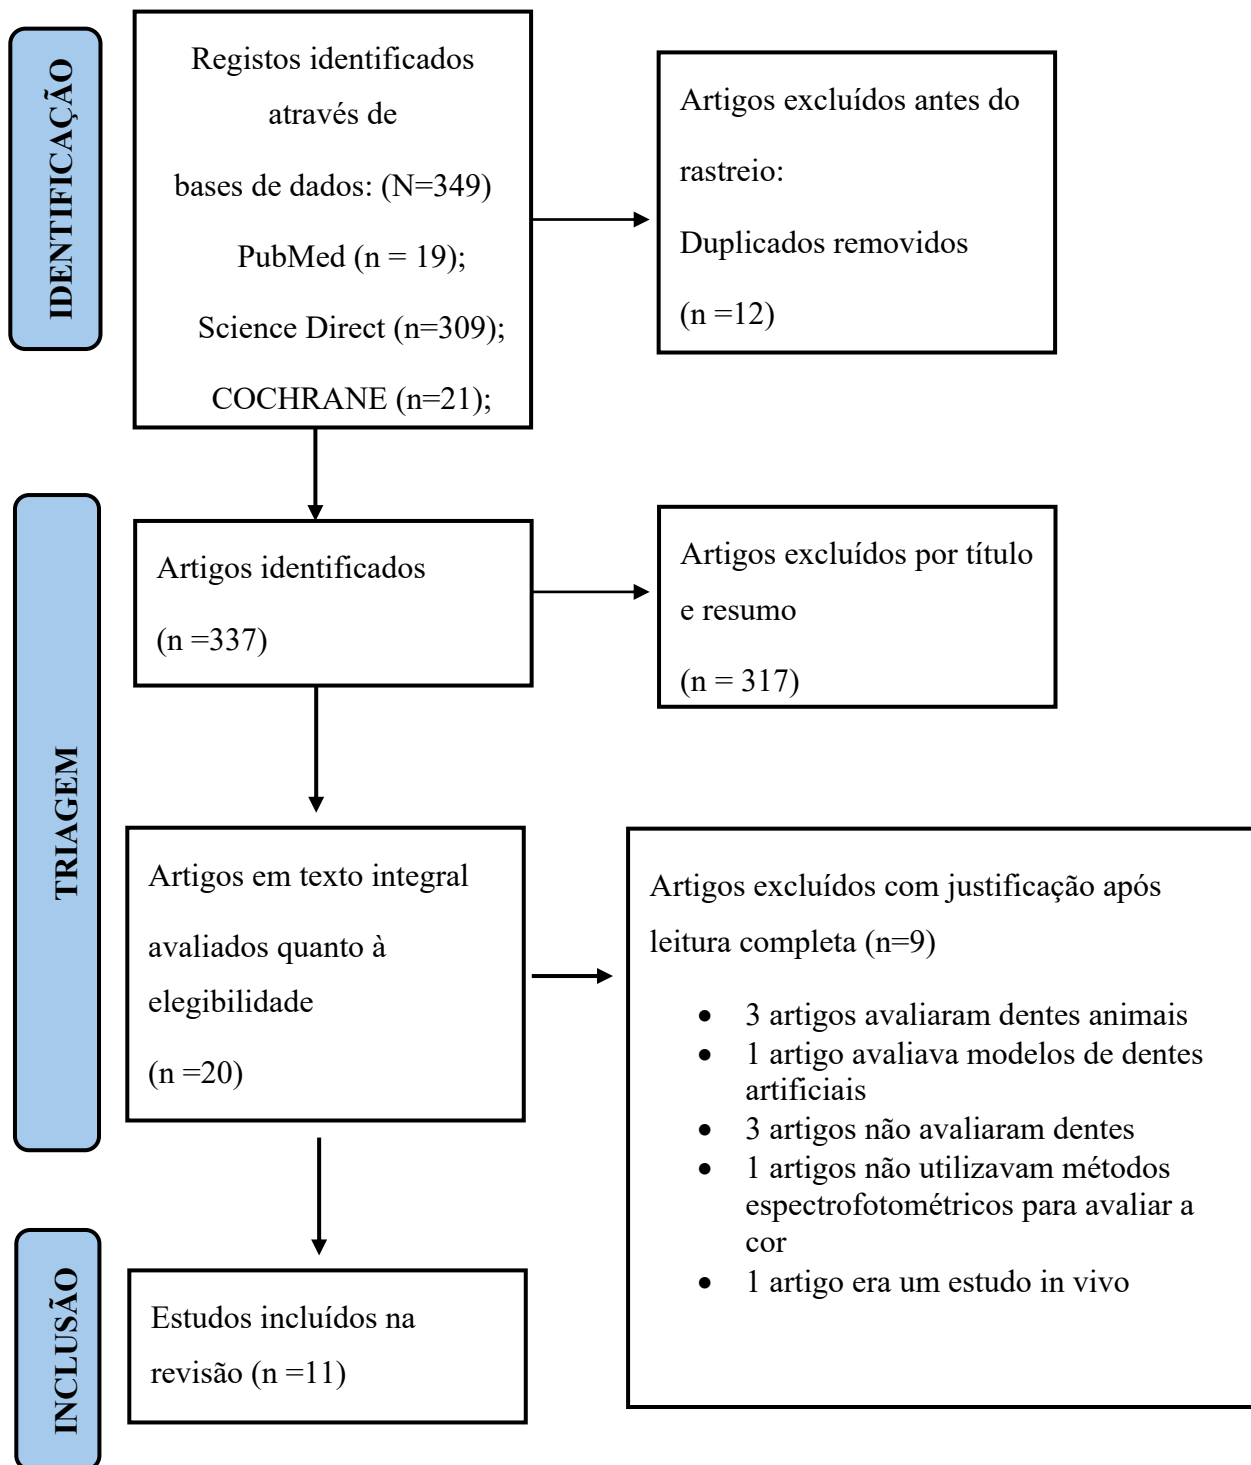 IDENTIFICAÇÃO
Registos identificados
através de
bases de dados: (N=349)
PubMed (n = 19);
Science Direct (n=309);
COCHRANE (n=21);
Artigos excluídos antes do
rastreio:
Duplicados removidos
(n =12)
TRIAGEM
Artigos identificados
(n =337)
Artigos excluídos por título
e resumo
(n = 317)
Artigos em texto integral
avaliados quanto à
elegibilidade
(n =20)
Artigos excluídos com justificação após
leitura completa (n=9)
• 3 artigos avaliaram dentes animais
• 1 artigo avaliava modelos de dentes
artificiais
• 3 artigos não avaliaram dentes
• 1 artigos não utilizavam métodos
espectrofotométricos para avaliar a
cor
• 1 artigo era um estudo in vivo
INCLUSÃO
Estudos incluídos na
revisão (n =11)